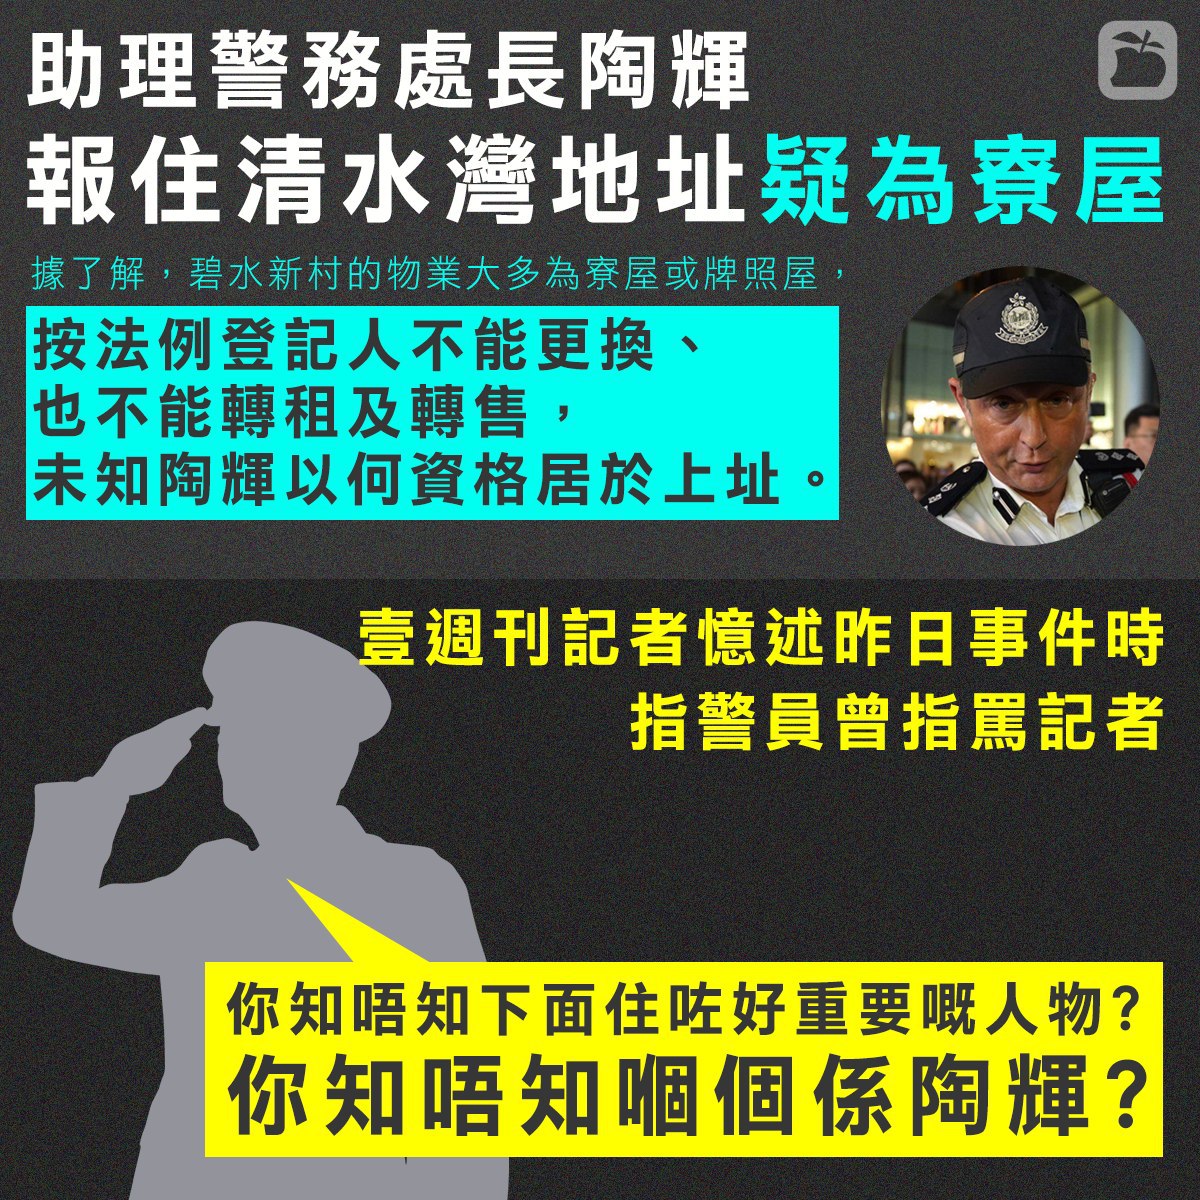 助理警務處長陶輝
報住清水灣地址疑為寮屋
據了解，碧水新村的物業大多為寮屋或牌照屋，
按法例登記人不能更換、
也不能轉租及轉售，
未知陶輝以何資格居於上址。
壹週刊記者憶述昨日事件時
指警員曾指罵記者
你知唔知下面住咗好重要嘅人物？
你知唔知嗰個係陶輝？